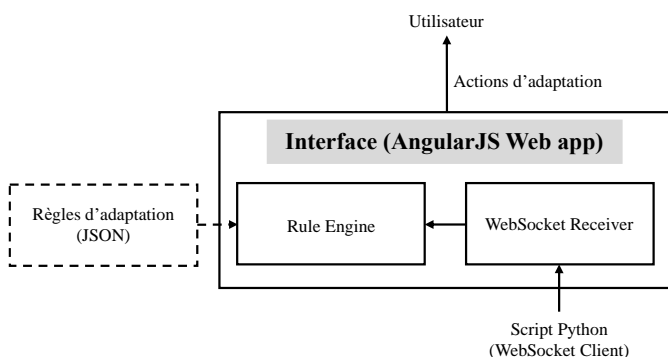 Utilisateur
Actions d’adaptation
Interface (AngularJS Web app)
Règles d’adaptation
(JSON)
Rule Engine
WebSocket Receiver
Script Python
(WebSocket Client)